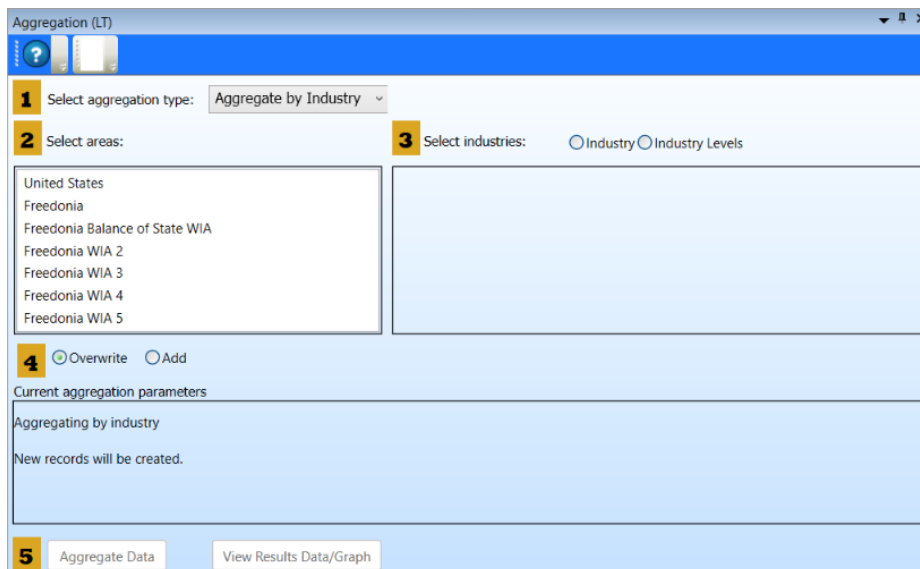 Aggregation (LT)
?
1 Select aggregation type: Aggregate by Industry
2 Select areas:
3 Select industries: Industry Industry Levels
United States
Freedonia
Freedonia Balance of State WIA
Freedonia WIA 2
Freedonia WIA 3
Freedonia WIA 4
Freedonia WIA 5
4 Overwrite Add
Current aggregation parameters
Aggregating by industry
New records will be created.
5 Aggregate Data View Results Data/Graph